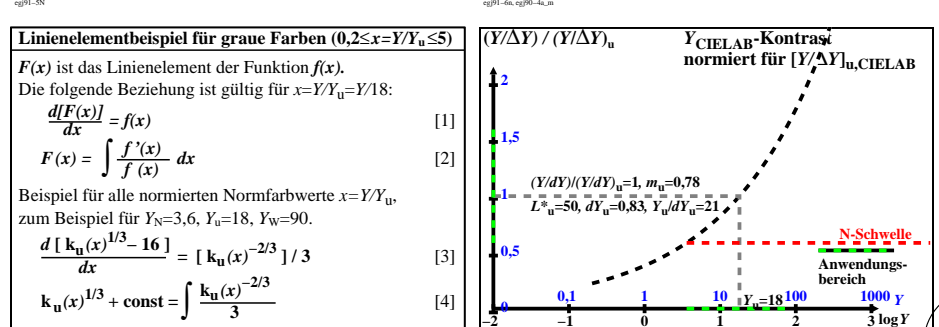 egj91-5N
Linienelementbeispiel für graue Farben (0,2≤x=Y/Yu≤5)
F(x) ist das Linienelement der Funktion f(x).
Die folgende Beziehung ist gültig für x=Y/Yu=Y/18:
d[F(x)]/dx = f(x) [1]
F(x) = ∫ f'(x)/f (x) dx [2]
Beispiel für alle normierten Normfarbwerte x=Y/Yu,
zum Beispiel für YN=3,6, Yu=18, YW=90.
d [ ku(x)^1/3 – 16 ]/dx = [ ku(x)^–2/3 ] / 3 [3]
ku(x)^1/3 + const = ∫ ku(x)^–2/3/3 [4]
egj91-6n, egj90-4a_m
(Y/ΔY) / (Y/ΔY)u
YCIELAB-Kontrast
normiert für [Y/ΔY]u,CIELAB
2
1,5
(Y/dY)/(Y/dY)u=1, mu=0,78
1
L*u=50, dYu=0,83, Yu/dYu=21
N-Schwelle
0,5
Anwendungs-
bereich
0 0,1 1 10 Yu=18 100 1000 Y
–2 –1 0 1 2 3 log Y